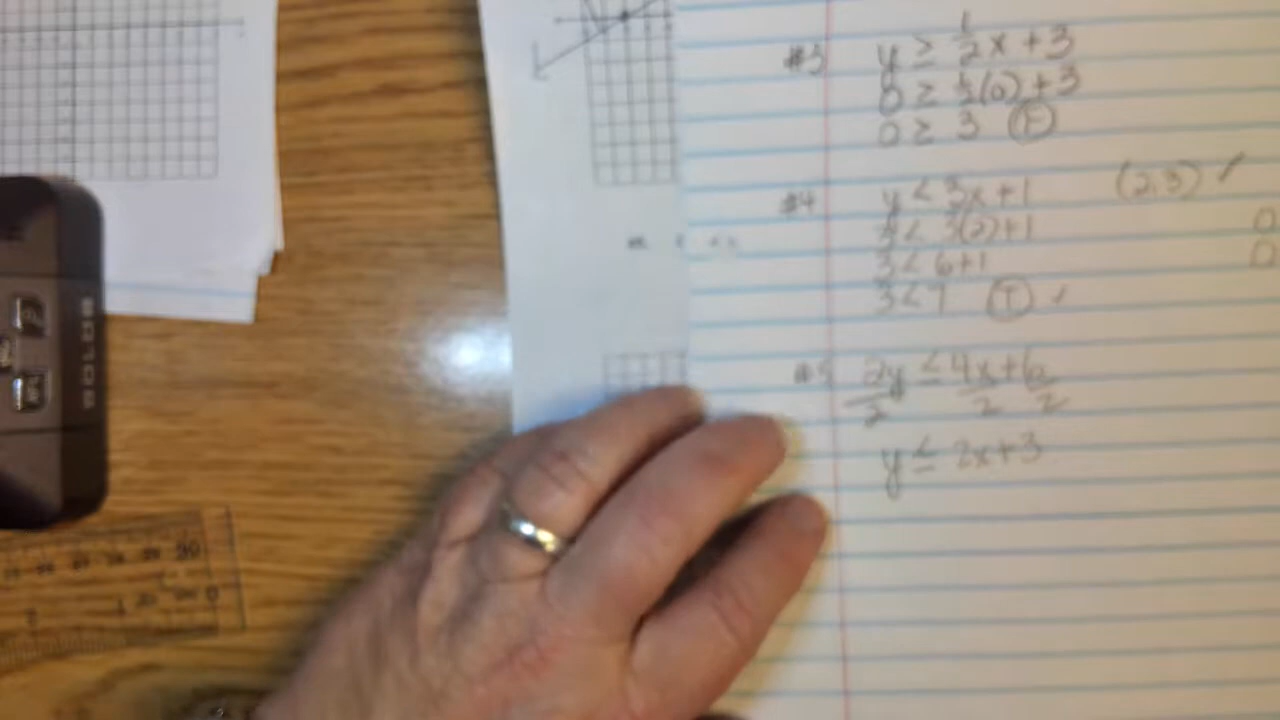 #3 y ≥ 1/2x + 3
0 ≥ 1/2(0) + 3
0 ≥ 3 (F)
#4 y < 3x + 1 (2,3) ✓
3 < 3(2) + 1
3 < 6 + 1
3 < 7 (T) ✓
#5 2y/2 ≤ 4x/2 + 6/2
y ≤ 2x + 3